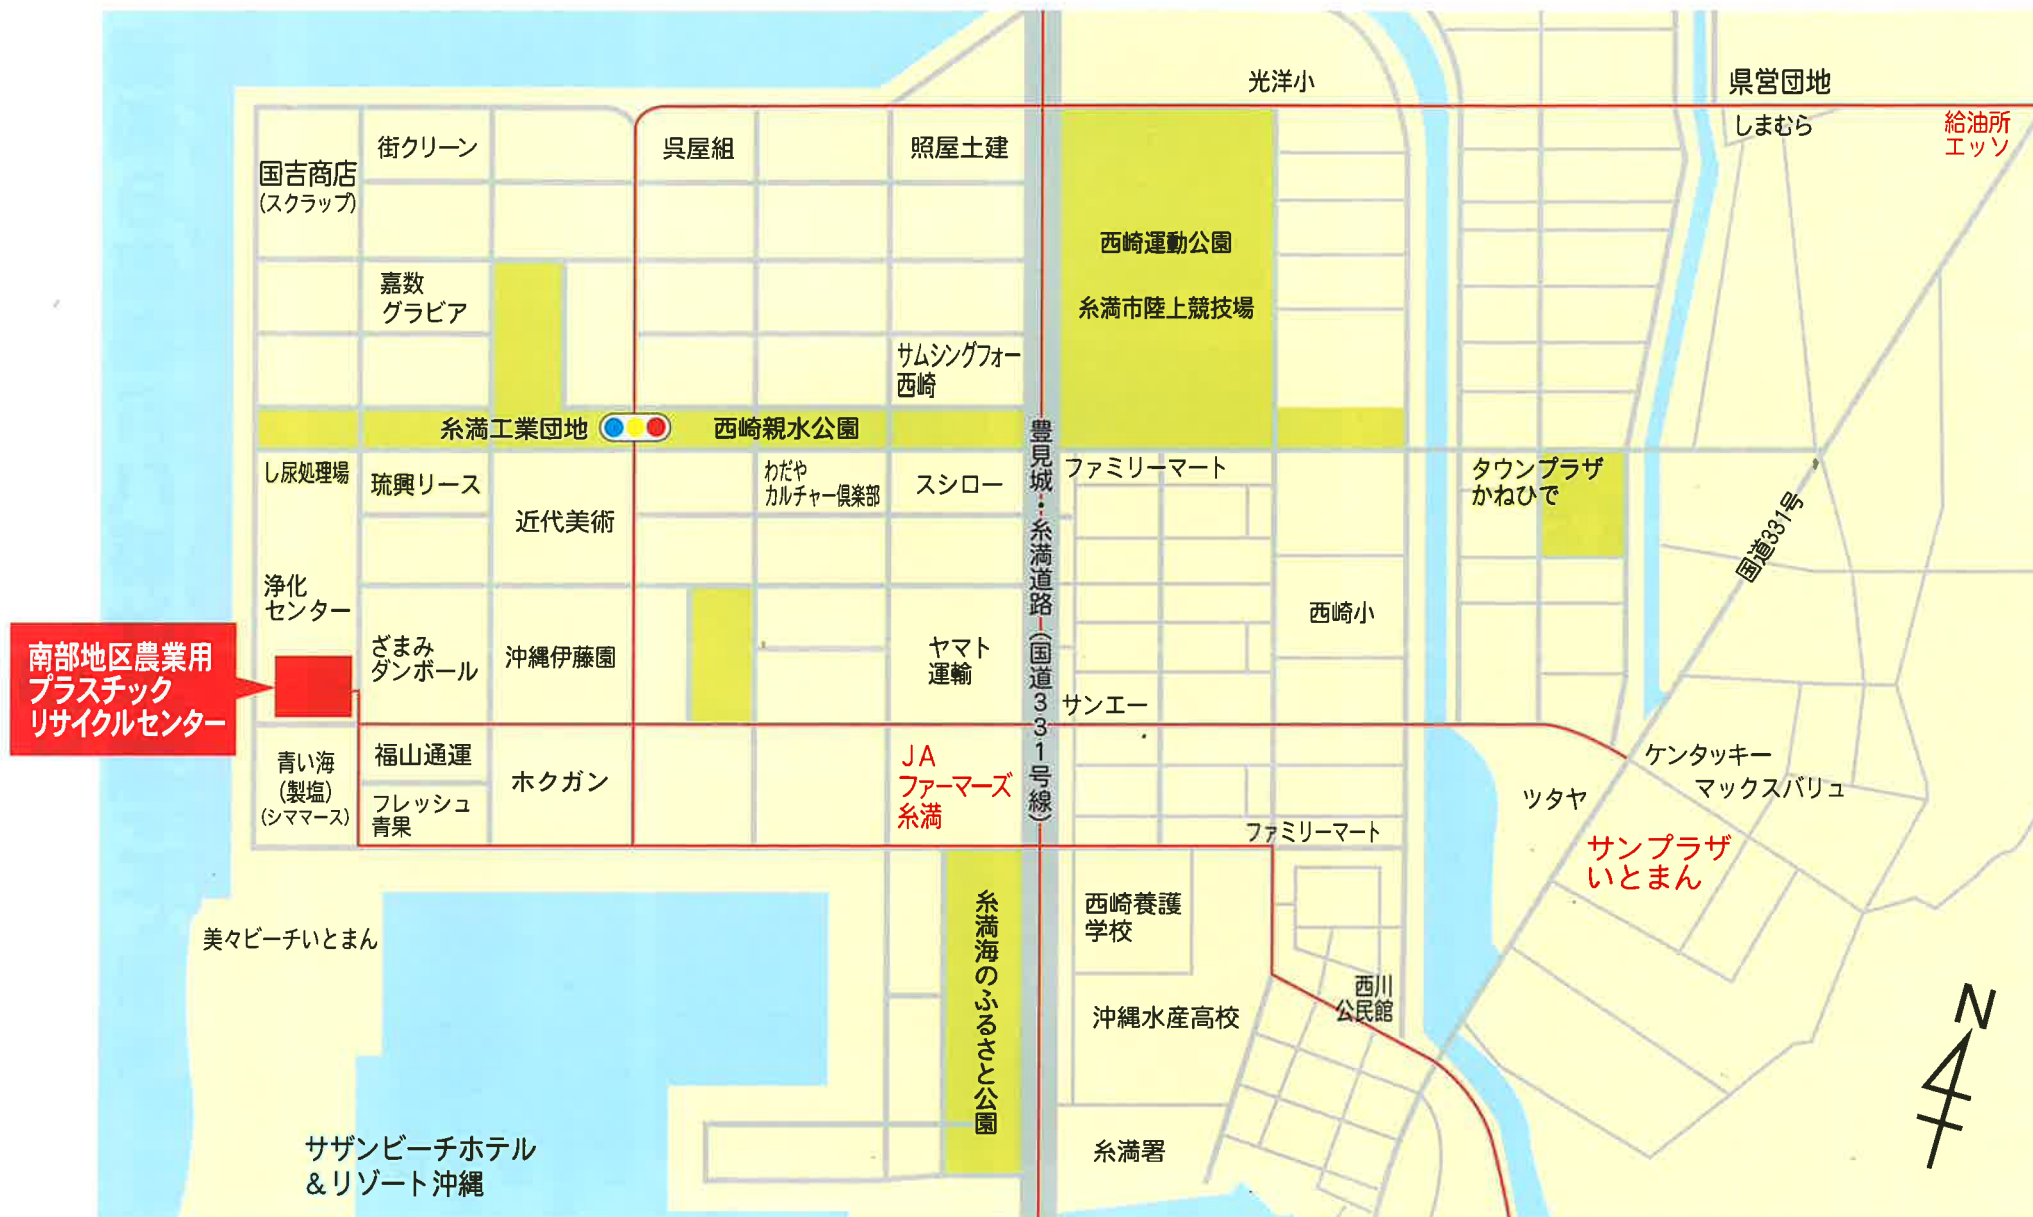 光洋小
県営団地
しまむら
給油所
エッソ
街クリーン
呉屋組
照屋土建
国吉商店
(スクラップ)
西崎運動公園
糸満市陸上競技場
嘉数
グラビア
サムシングフォー
西崎
糸満工業団地
西崎親水公園
豊見城・糸満道路(国道331号線)
し尿処理場
琉興リース
近代美術
わだや
カルチャー倶楽部
スシロー
ファミリーマート
タウンプラザ
かねひで
国道331号
浄化
センター
西崎小
南部地区農業用
プラスチック
リサイクルセンター
ざまみ
ダンボール
沖縄伊藤園
ヤマト
運輸
サンエー
青い海
(製塩)
(シママース)
福山通運
フレッシュ
青果
ホクガン
JA
ファーマーズ
糸満
ファミリーマート
ケンタッキー
マックスバリュ
ツタヤ
サンプラザ
いとまん
美々ビーチいとまん
糸満海のふるさと公園
西崎養護
学校
沖縄水産高校
西川
公民館
N
サザンビーチホテル
&リゾート沖縄
糸満署